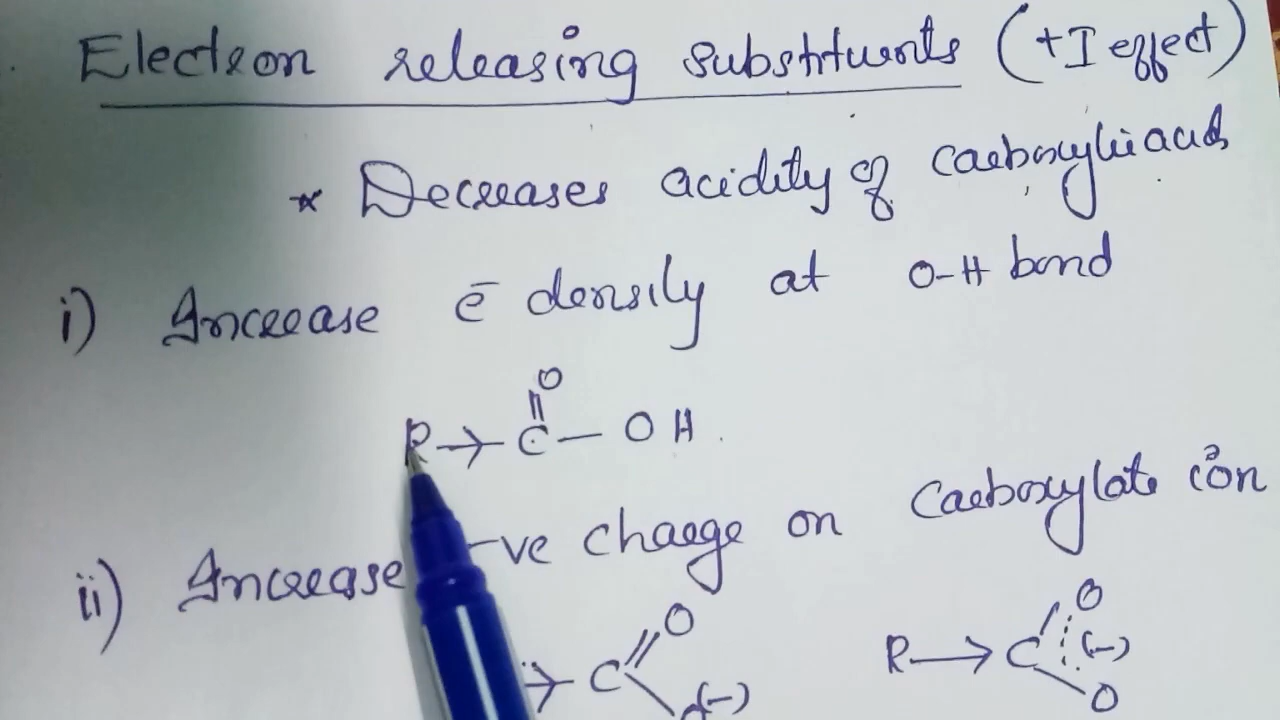 Electron releasing substituents (+I effect)
* Decreases acidity of carboxylic acids
i) Increase ē density at O-H bond
O
R → C — OH
ii) Increase -ve charge on Carboxylate ion
O O
→ C R → C (-)
O(-) O